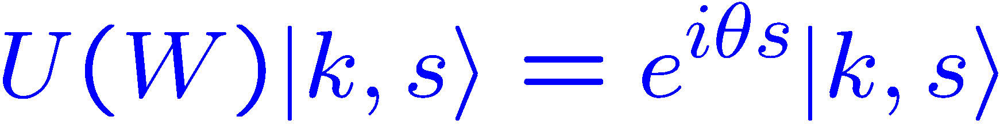 U(W)|k, s⟩ = e^{iθs}|k, s⟩